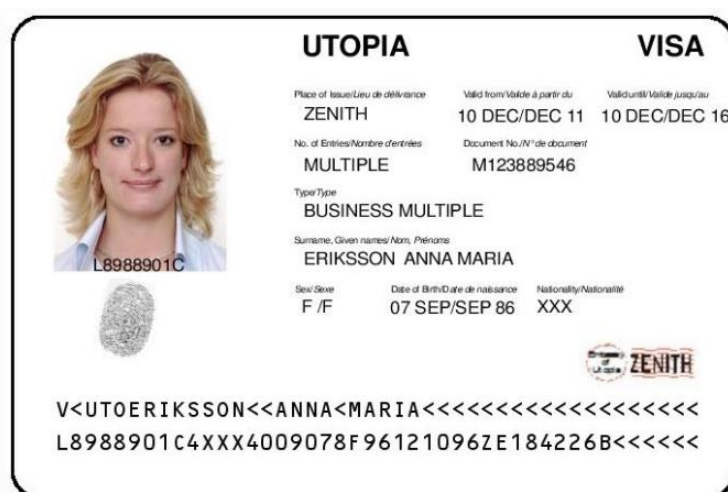 UTOPIA VISA
Place of Issue/Lieu de délivrance Valid from/Valide à partir du Valid until/Valide jusqu'au
ZENITH 10 DEC/DEC 11 10 DEC/DEC 16
No. of Entries/Nombre d'entrées Document No./N° de document
MULTIPLE M123889546
Type/Type
BUSINESS MULTIPLE
Surname, Given names/Nom, Prénoms
ERIKSSON ANNA MARIA
L8988901C
Sex/Sexe Date of Birth/Date de naissance Nationality/Nationalité
F /F 07 SEP/SEP 86 XXX
Embassy of Utopia ZENITH
V<UTOERIKSSON<<ANNA<MARIA<<<<<<<<<<<<<<<<<<<
L8988901C4XXX4009078F96121096ZE184226B<<<<<<